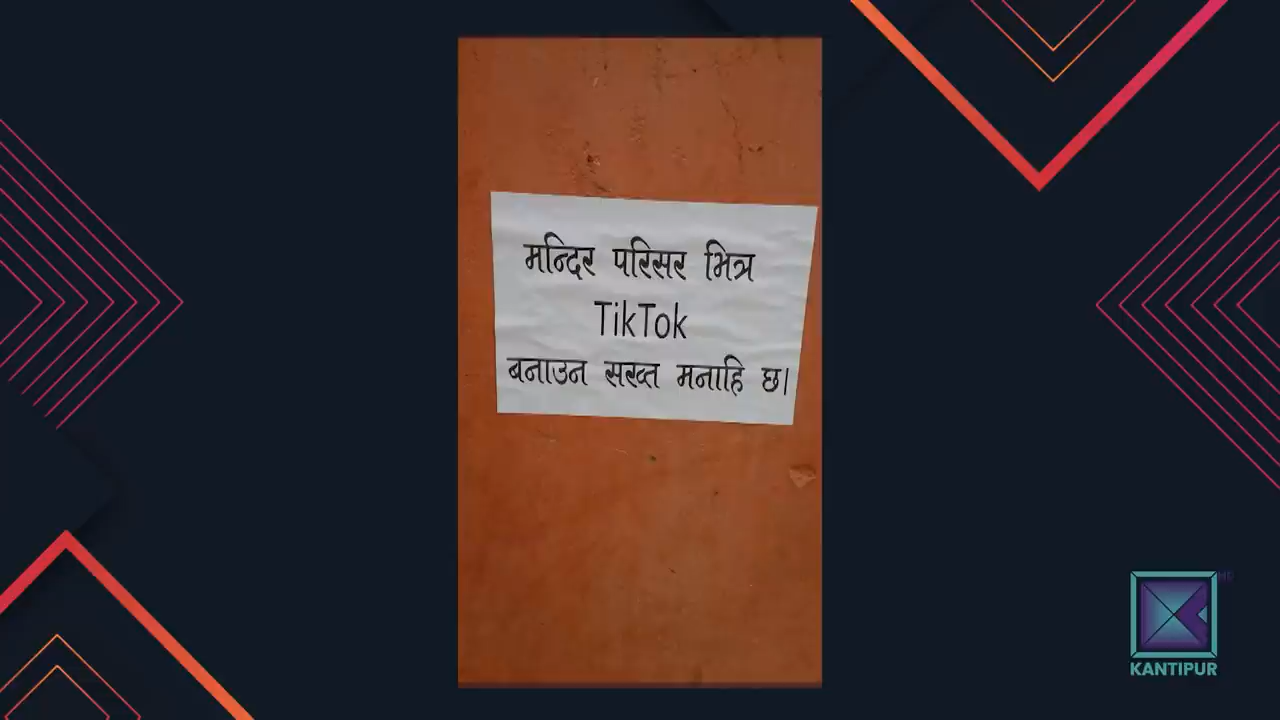 मन्दिर परिसर भित्र
TikTok
बनाउन सख्त मनाहि छ।
KANTIPUR